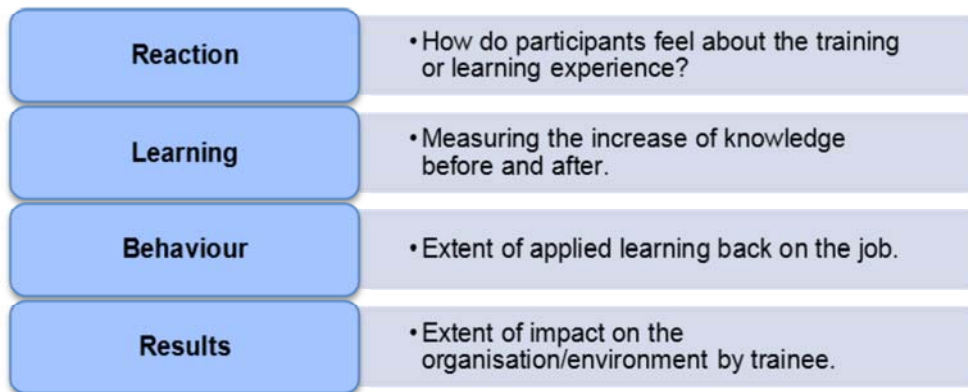 Reaction
•How do participants feel about the training
or learning experience?
Learning
•Measuring the increase of knowledge
before and after.
Behaviour
•Extent of applied learning back on the job.
Results
•Extent of impact on the
organisation/environment by trainee.